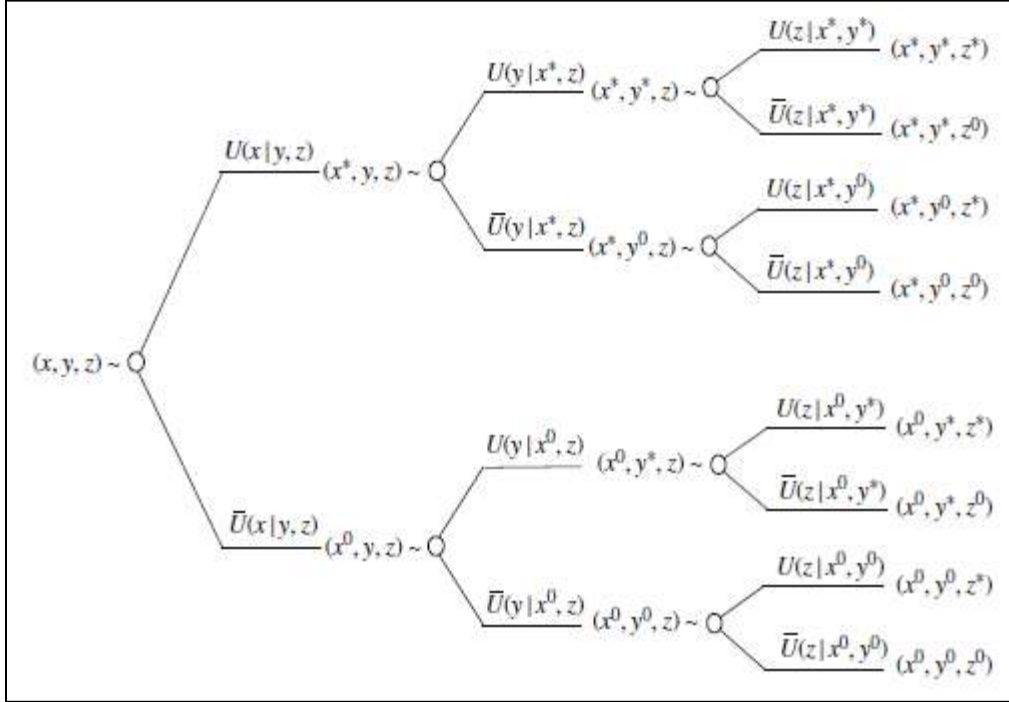 U(z|x*, y*)
(x*, y*, z*)
U(y|x*, z)
(x*, y*, z) ~
U̅(z|x*, y*)
(x*, y*, z⁰)
U(x|y, z)
(x*, y, z) ~
U(z|x*, y⁰)
(x*, y⁰, z*)
U̅(y|x*, z)
(x*, y⁰, z) ~
U̅(z|x*, y⁰)
(x*, y⁰, z⁰)
(x, y, z) ~
U(z|x⁰, y*)
(x⁰, y*, z*)
U(y|x⁰, z)
(x⁰, y*, z) ~
U̅(z|x⁰, y*)
(x⁰, y*, z⁰)
U̅(x|y, z)
(x⁰, y, z) ~
U(z|x⁰, y⁰)
(x⁰, y⁰, z*)
U̅(y|x⁰, z)
(x⁰, y⁰, z) ~
U̅(z|x⁰, y⁰)
(x⁰, y⁰, z⁰)